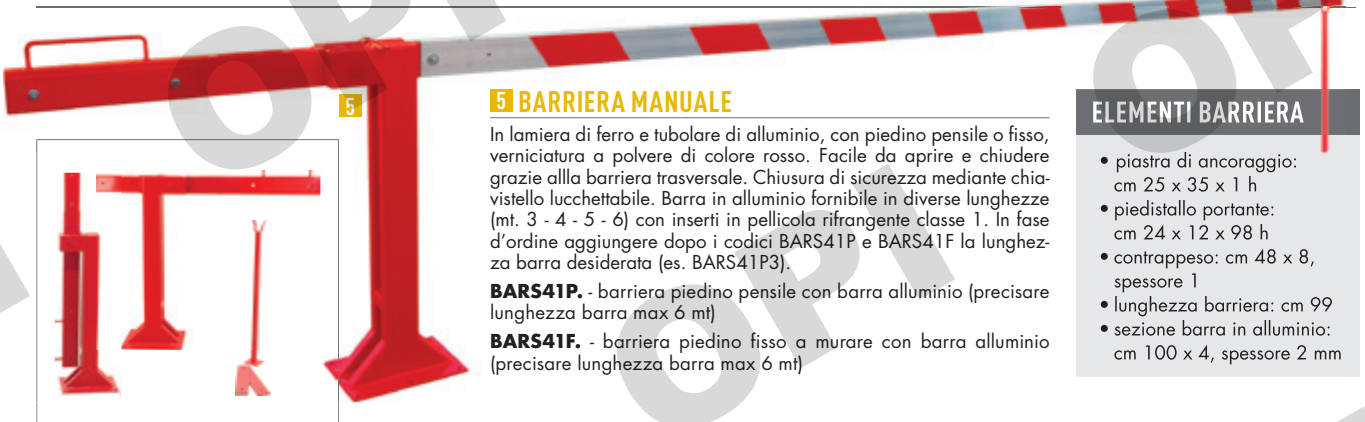 5
5 BARRIERA MANUALE
In lamiera di ferro e tubolare di alluminio, con piedino pensile o fisso,
verniciatura a polvere di colore rosso. Facile da aprire e chiudere
grazie allla barriera trasversale. Chiusura di sicurezza mediante chia-
vistello lucchettabile. Barra in alluminio fornibile in diverse lunghezze
(mt. 3 - 4 - 5 - 6) con inserti in pellicola rifrangente classe 1. In fase
d'ordine aggiungere dopo i codici BARS41P e BARS41F la lunghez-
za barra desiderata (es. BARS41P3).
BARS41P. - barriera piedino pensile con barra alluminio (precisare
lunghezza barra max 6 mt)
BARS41F. - barriera piedino fisso a murare con barra alluminio
(precisare lunghezza barra max 6 mt)
ELEMENTI BARRIERA
• piastra di ancoraggio:
cm 25 x 35 x 1 h
• piedistallo portante:
cm 24 x 12 x 98 h
• contrappeso: cm 48 x 8,
spessore 1
• lunghezza barriera: cm 99
• sezione barra in alluminio:
cm 100 x 4, spessore 2 mm
OPI